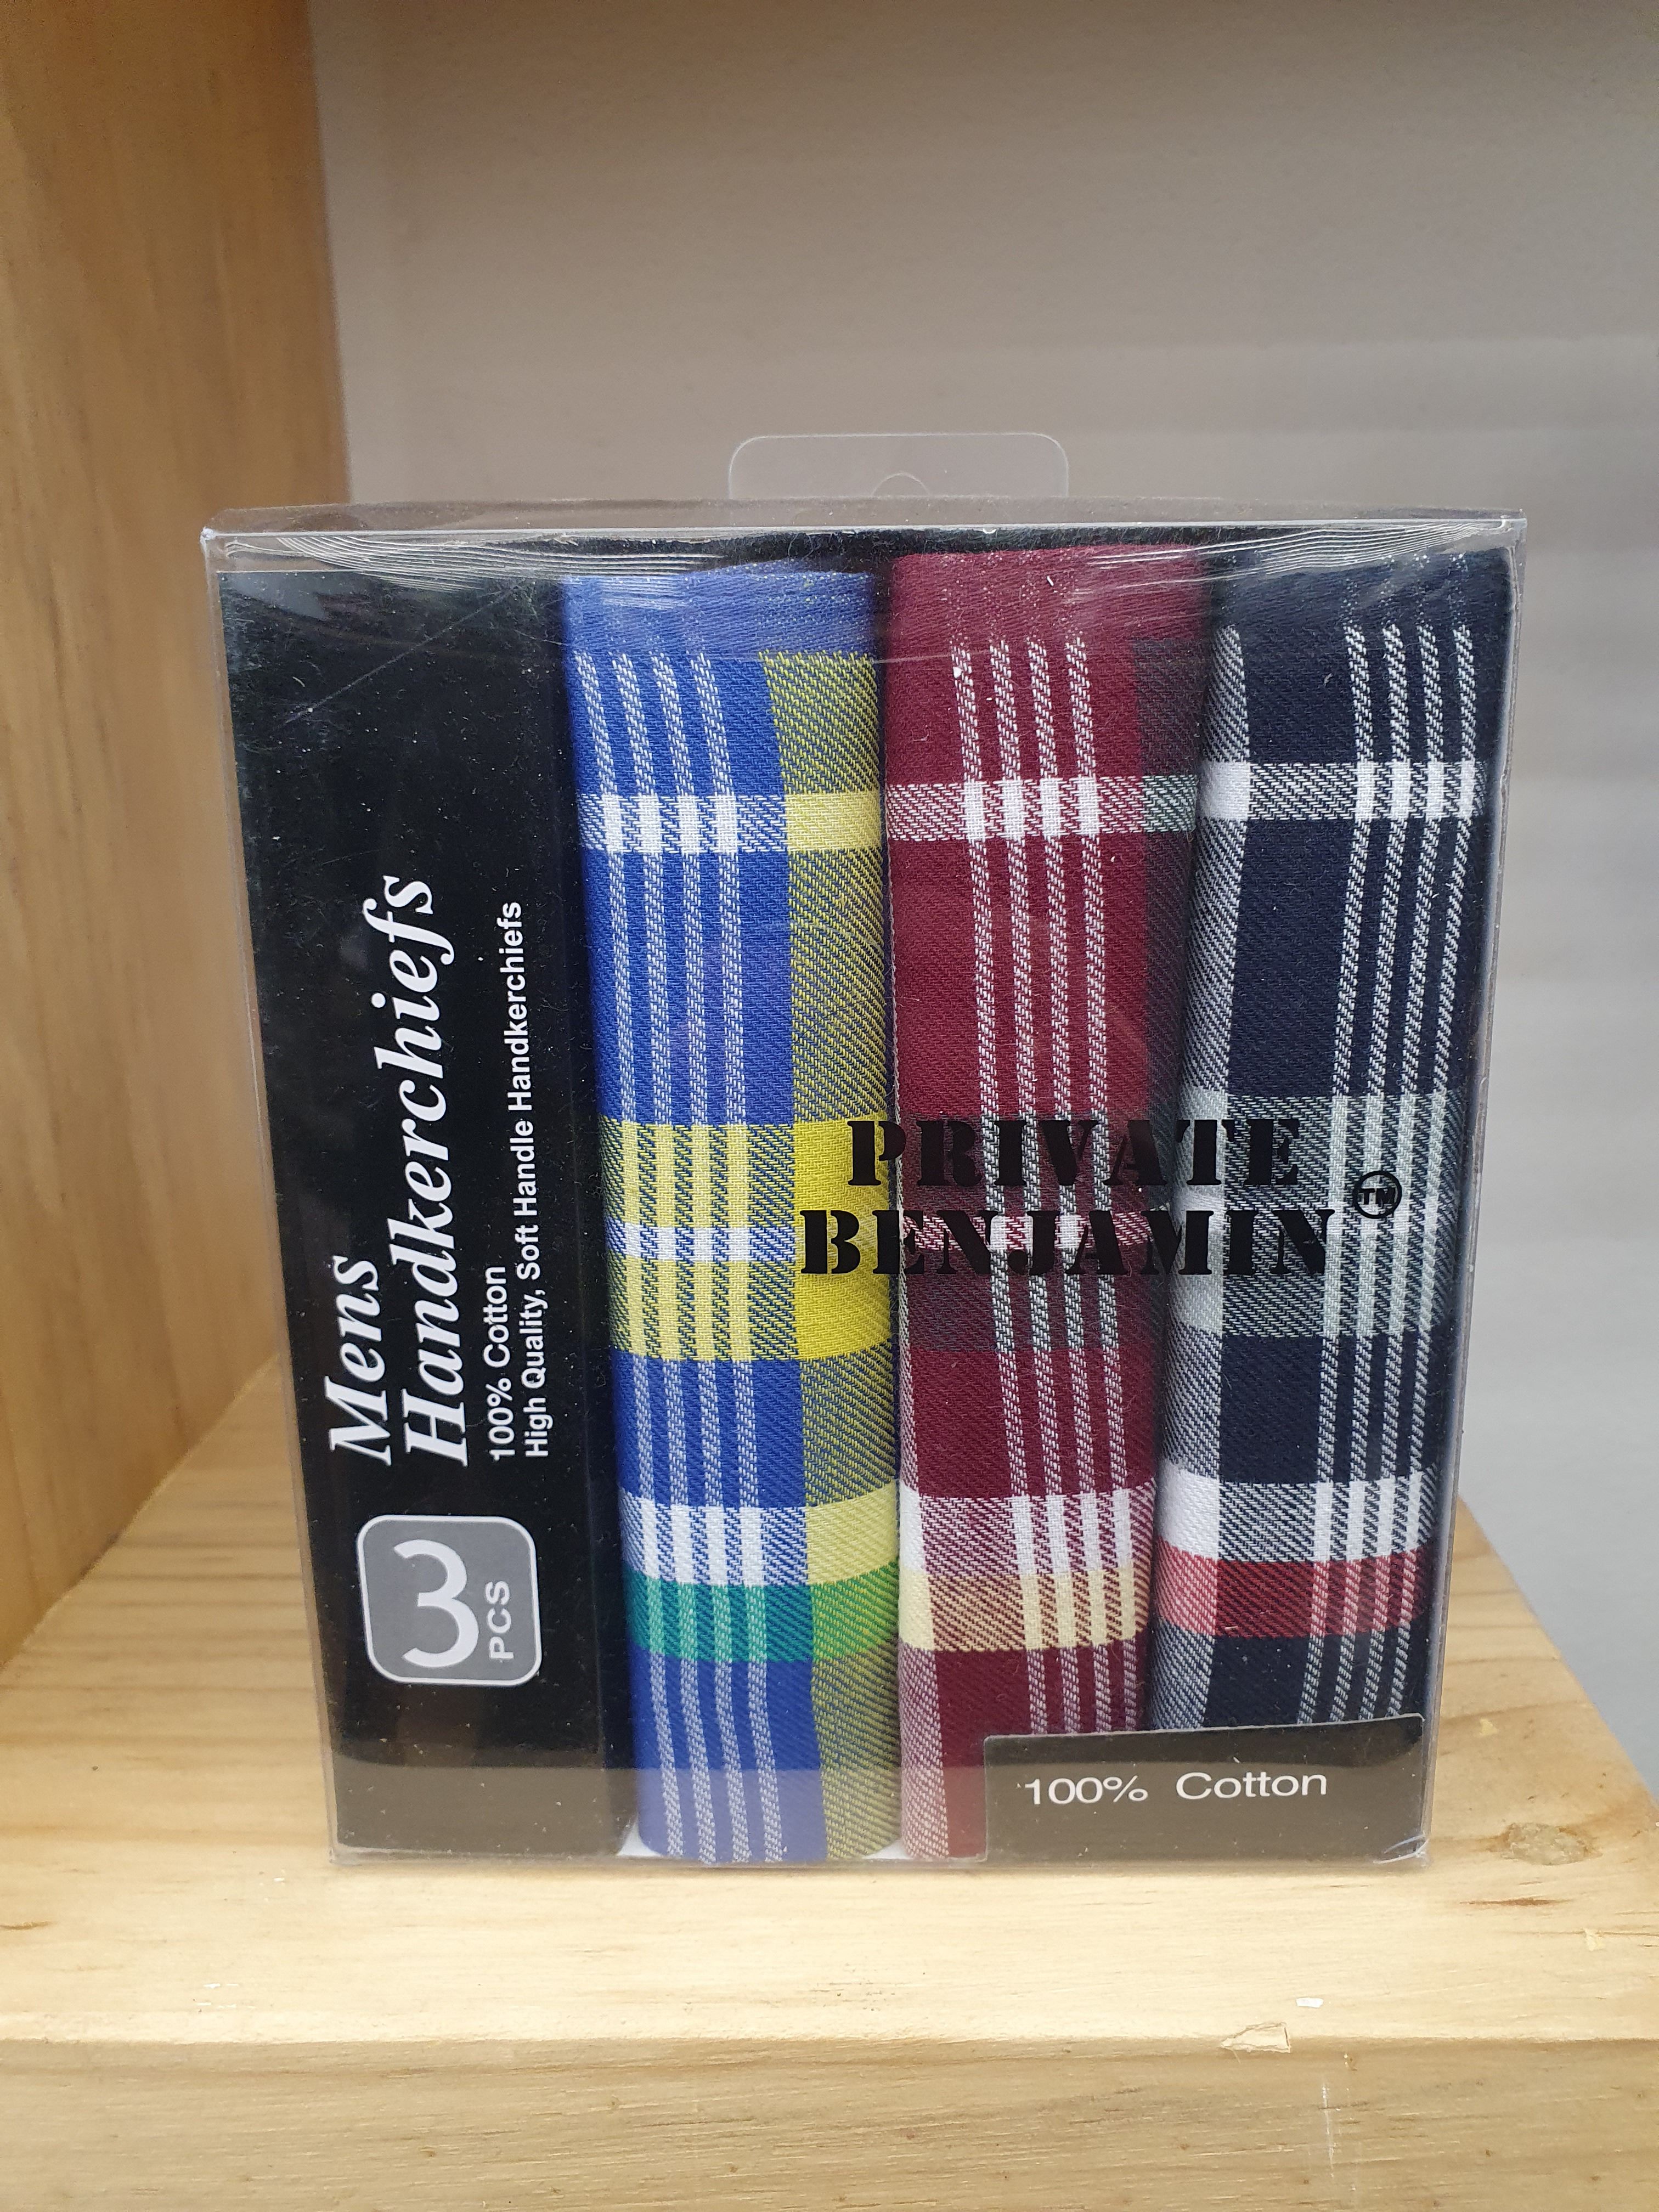 Mens
Handkerchiefs
100% Cotton
High Quality, Soft Handle Handkerchiefs
3
PCS
PRIVATE
BENJAMIN TM
100% Cotton